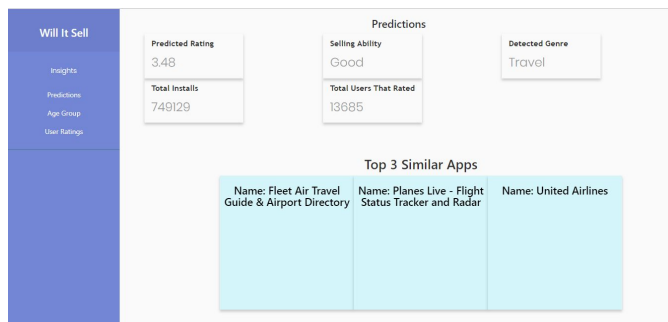 Will It Sell
Insights
Predictions
Age Group
User Ratings
Predictions
Predicted Rating
3.48
Selling Ability
Good
Detected Genre
Travel
Total Installs
749129
Total Users That Rated
13685
Top 3 Similar Apps
Name: Fleet Air Travel
Guide & Airport Directory
Name: Planes Live - Flight
Status Tracker and Radar
Name: United Airlines